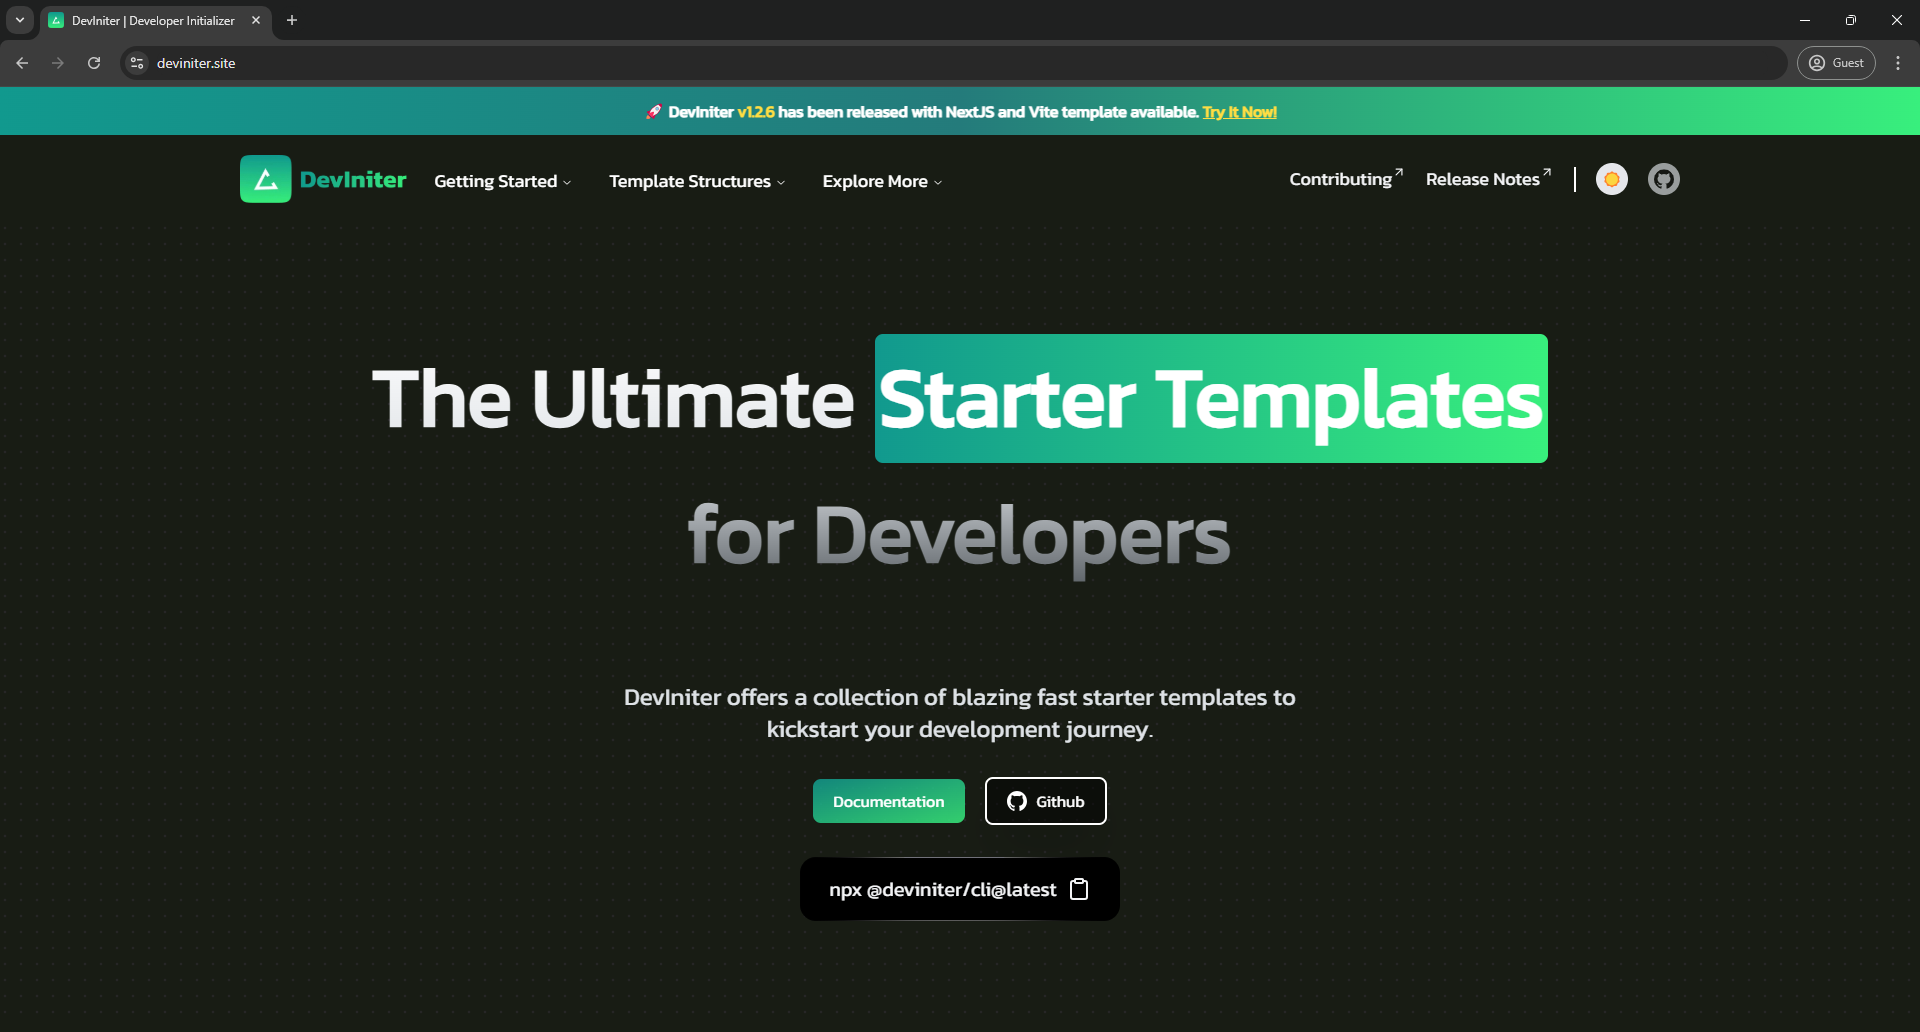 DevIniter | Developer Initializer
deviniter.site
Guest
🚀 DevIniter v1.2.6 has been released with NextJS and Vite template available. Try It Now!
DevIniter
Getting Started
Template Structures
Explore More
Contributing↗
Release Notes↗
The Ultimate Starter Templates
for Developers
DevIniter offers a collection of blazing fast starter templates to
kickstart your development journey.
Documentation
Github
npx @deviniter/cli@latest